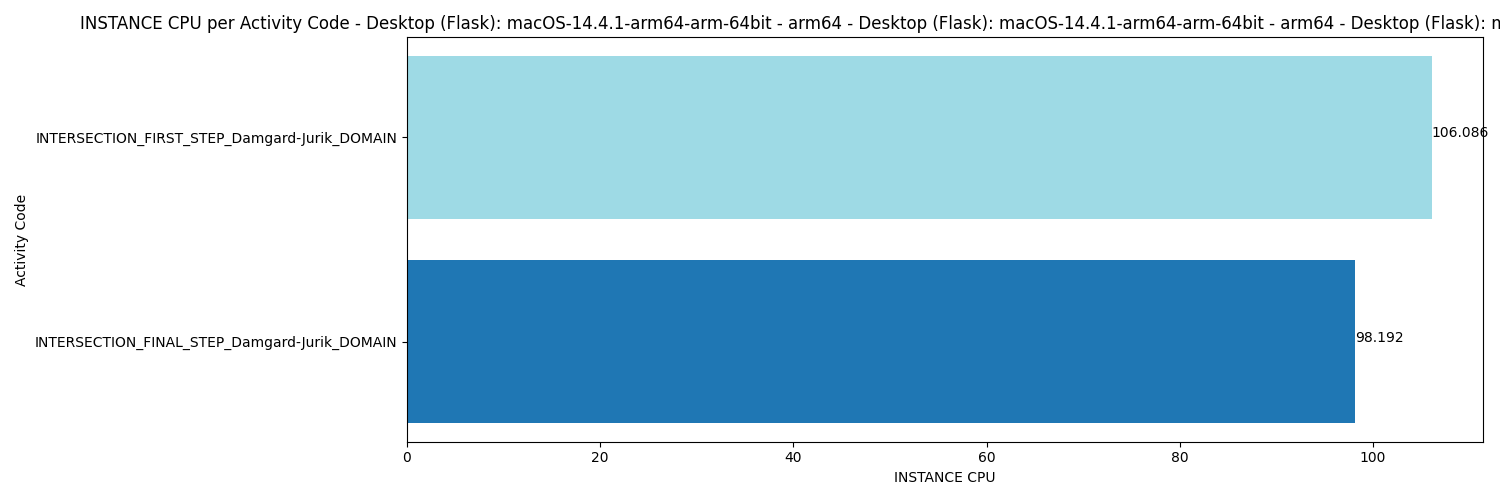 INSTANCE CPU per Activity Code - Desktop (Flask): macOS-14.4.1-arm64-arm-64bit - arm64 - Desktop (Flask): macOS-14.4.1-arm64-arm-64bit - arm64 - Desktop (Flask):
INTERSECTION_FIRST_STEP_Damgard-Jurik_DOMAIN
106.086
Activity Code
INTERSECTION_FINAL_STEP_Damgard-Jurik_DOMAIN
98.192
0 20 40 60 80 100
INSTANCE CPU